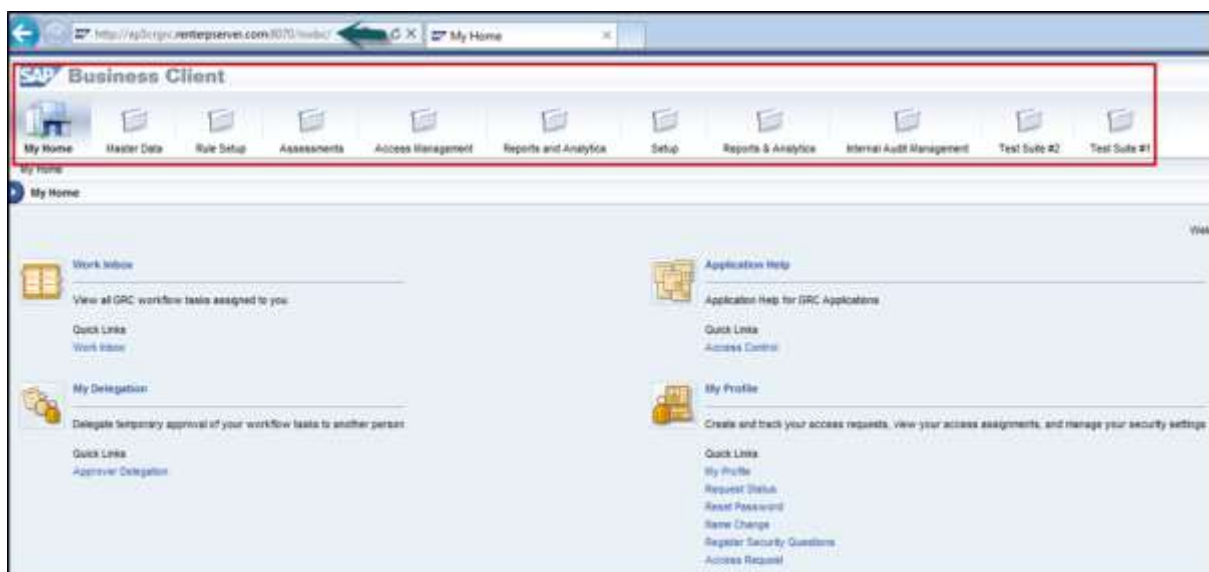 My Home
SAP Business Client
My Home Master Data Rule Setup Assessments Access Management Reports and Analytics Setup Reports & Analytics Internal Audit Management Test Suite #2 Test Suite #1
My Home
My Home
Work Inbox
View all GRC workflow tasks assigned to you
Quick Links
Work Inbox
My Delegation
Delegate temporary approval of your workflow tasks to another person
Quick Links
Approver Delegation
Application Help
Application Help for GRC Applications
Quick Links
Access Control
My Profile
Create and track your access requests, view your access assignments, and manage your security settings
Quick Links
My Profile
Request Status
Reset Password
Name Change
Register Security Questions
Access Request